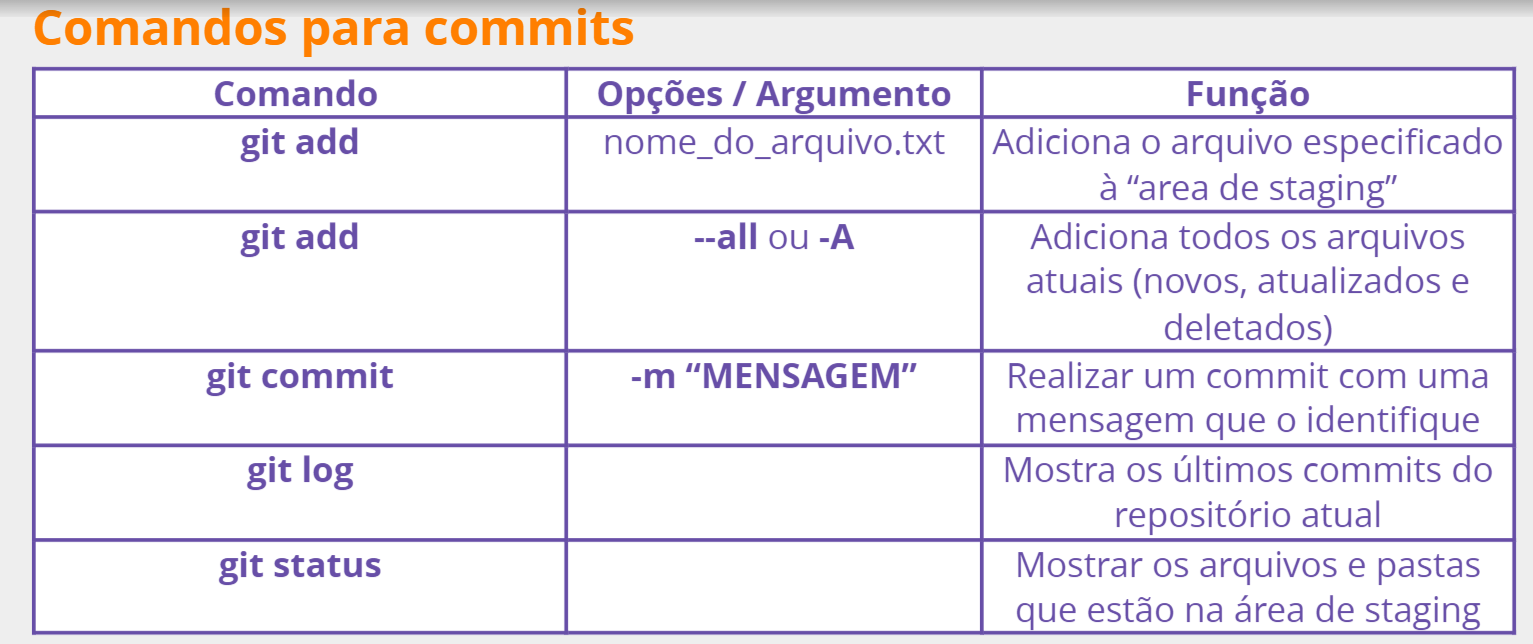 Comandos para commits
Comando
Opções / Argumento
Função
git add
nome_do_arquivo.txt
Adiciona o arquivo especificado
à “area de staging”
git add
--all ou -A
Adiciona todos os arquivos
atuais (novos, atualizados e
deletados)
git commit
-m “MENSAGEM”
Realizar um commit com uma
mensagem que o identifique
git log
Mostra os últimos commits do
repositório atual
git status
Mostrar os arquivos e pastas
que estão na área de staging